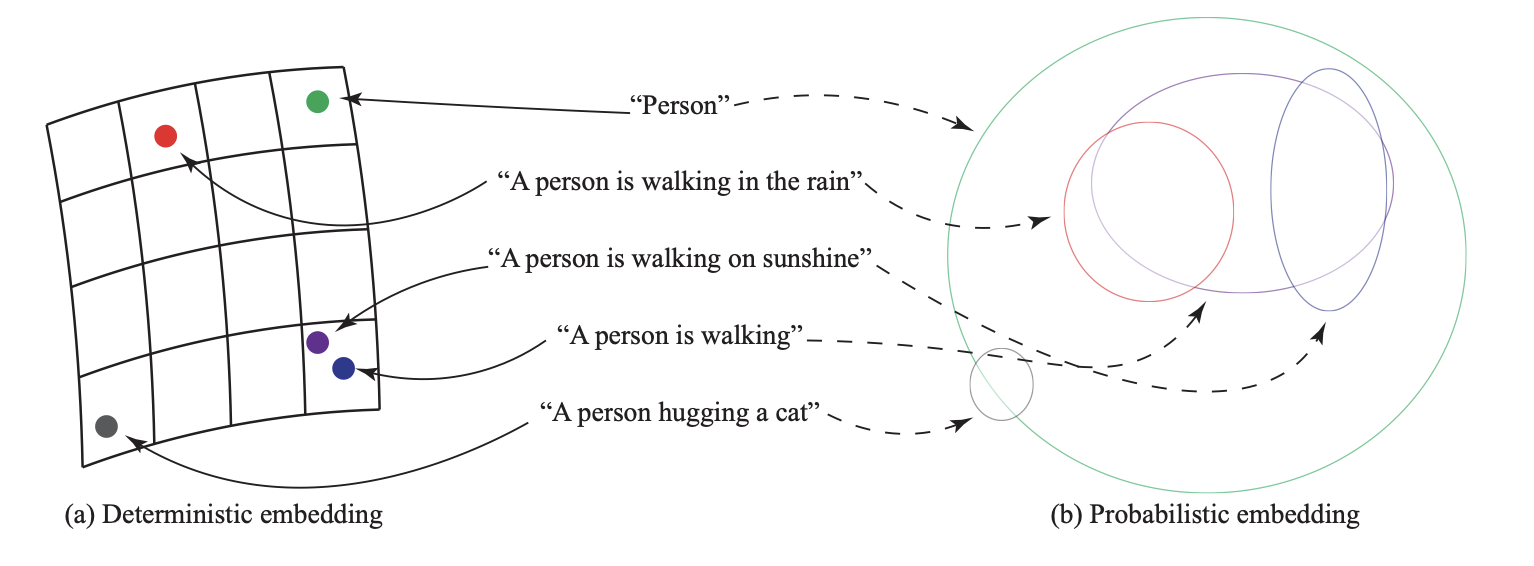 “Person”
“A person is walking in the rain”
“A person is walking on sunshine”
“A person is walking”
“A person hugging a cat”
(a) Deterministic embedding
(b) Probabilistic embedding